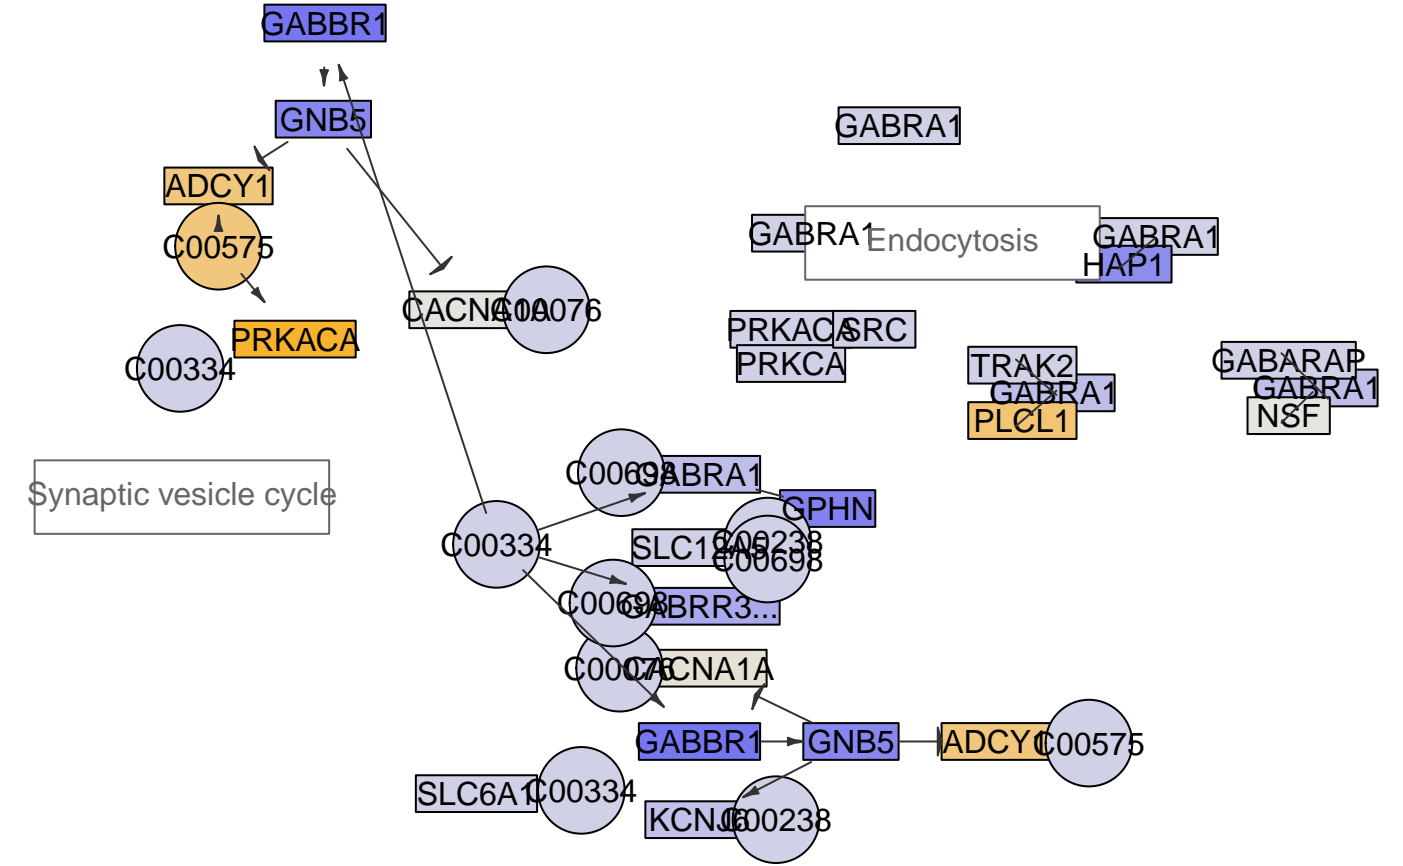 GABBR1
GNB5
GABRA1
ADCY1
C00575
GABRA1
Endocytosis
GABRA1
HAP1
CACNA1A
C00076
PRKACA
C00334
PRKACA
SRC
PRKCA
TRAK2
GABRA1
PLCL1
GABARAP
GABRA1
NSF
Synaptic vesicle cycle
C00698
GABRA1
GPHN
C00334
SLC12A5
C00238
C00698
C00698
GABRR3...
C00076
CACNA1A
GABBR1
GNB5
ADCY1
C00575
SLC6A1
C00334
KCNJ6
C00238